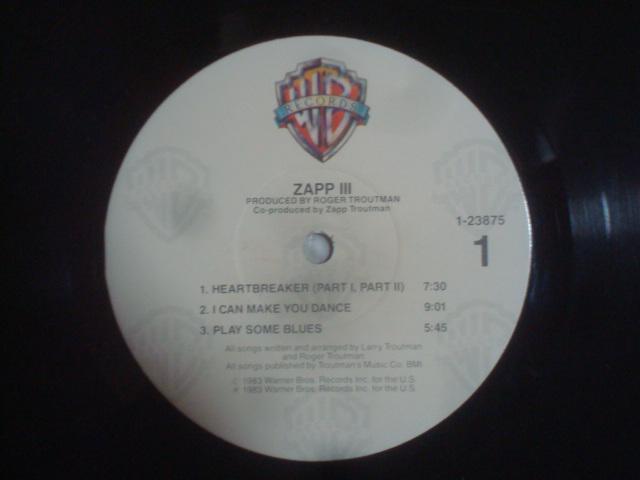 WB
RECORDS
ZAPP III
PRODUCED BY ROGER TROUTMAN
Co-produced by Zapp Troutman
1-23875
1
1. HEARTBREAKER (PART I, PART II) 7:30
2. I CAN MAKE YOU DANCE 9:01
3. PLAY SOME BLUES 5:45
All songs written and arranged by Larry Troutman
and Roger Troutman
All songs published by Troutman's Music Co. BMI
© 1983 Warner Bros. Records Inc. for the U.S.
℗ 1983 Warner Bros. Records Inc. for the U.S.